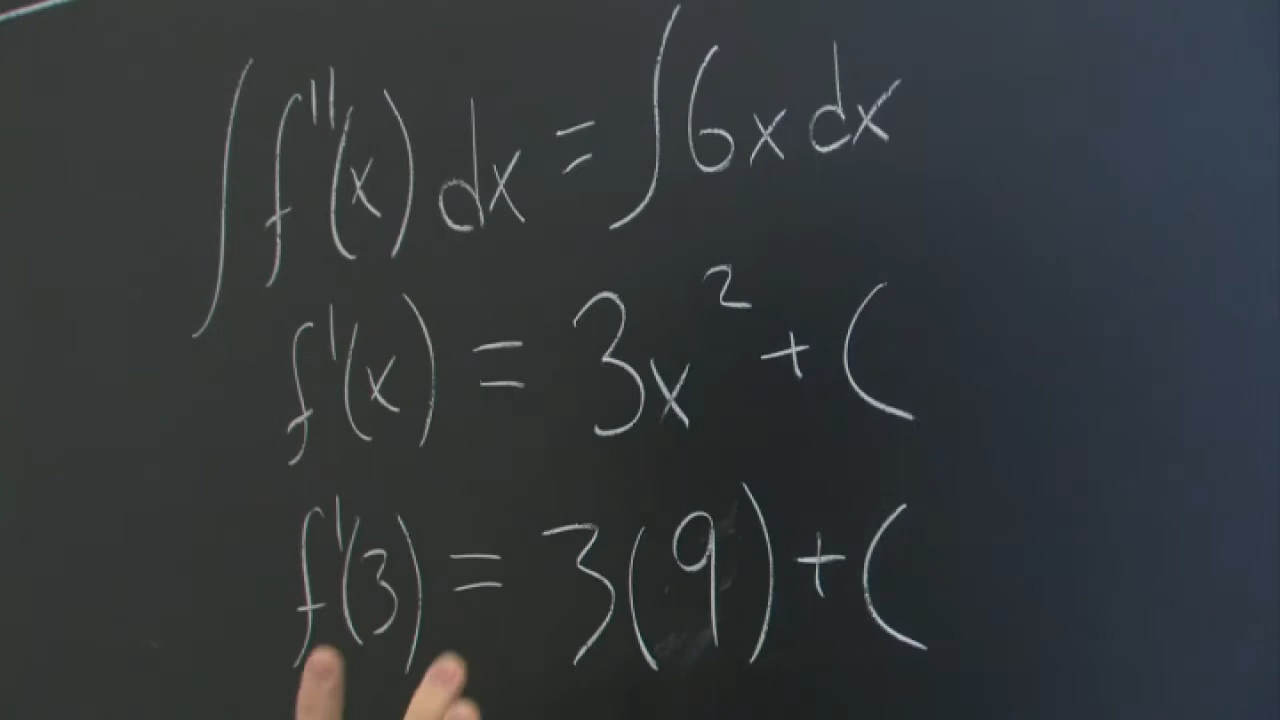 ∫f''(x)dx = ∫6x dx
f'(x) = 3x² + C
f'(3) = 3(9) + C